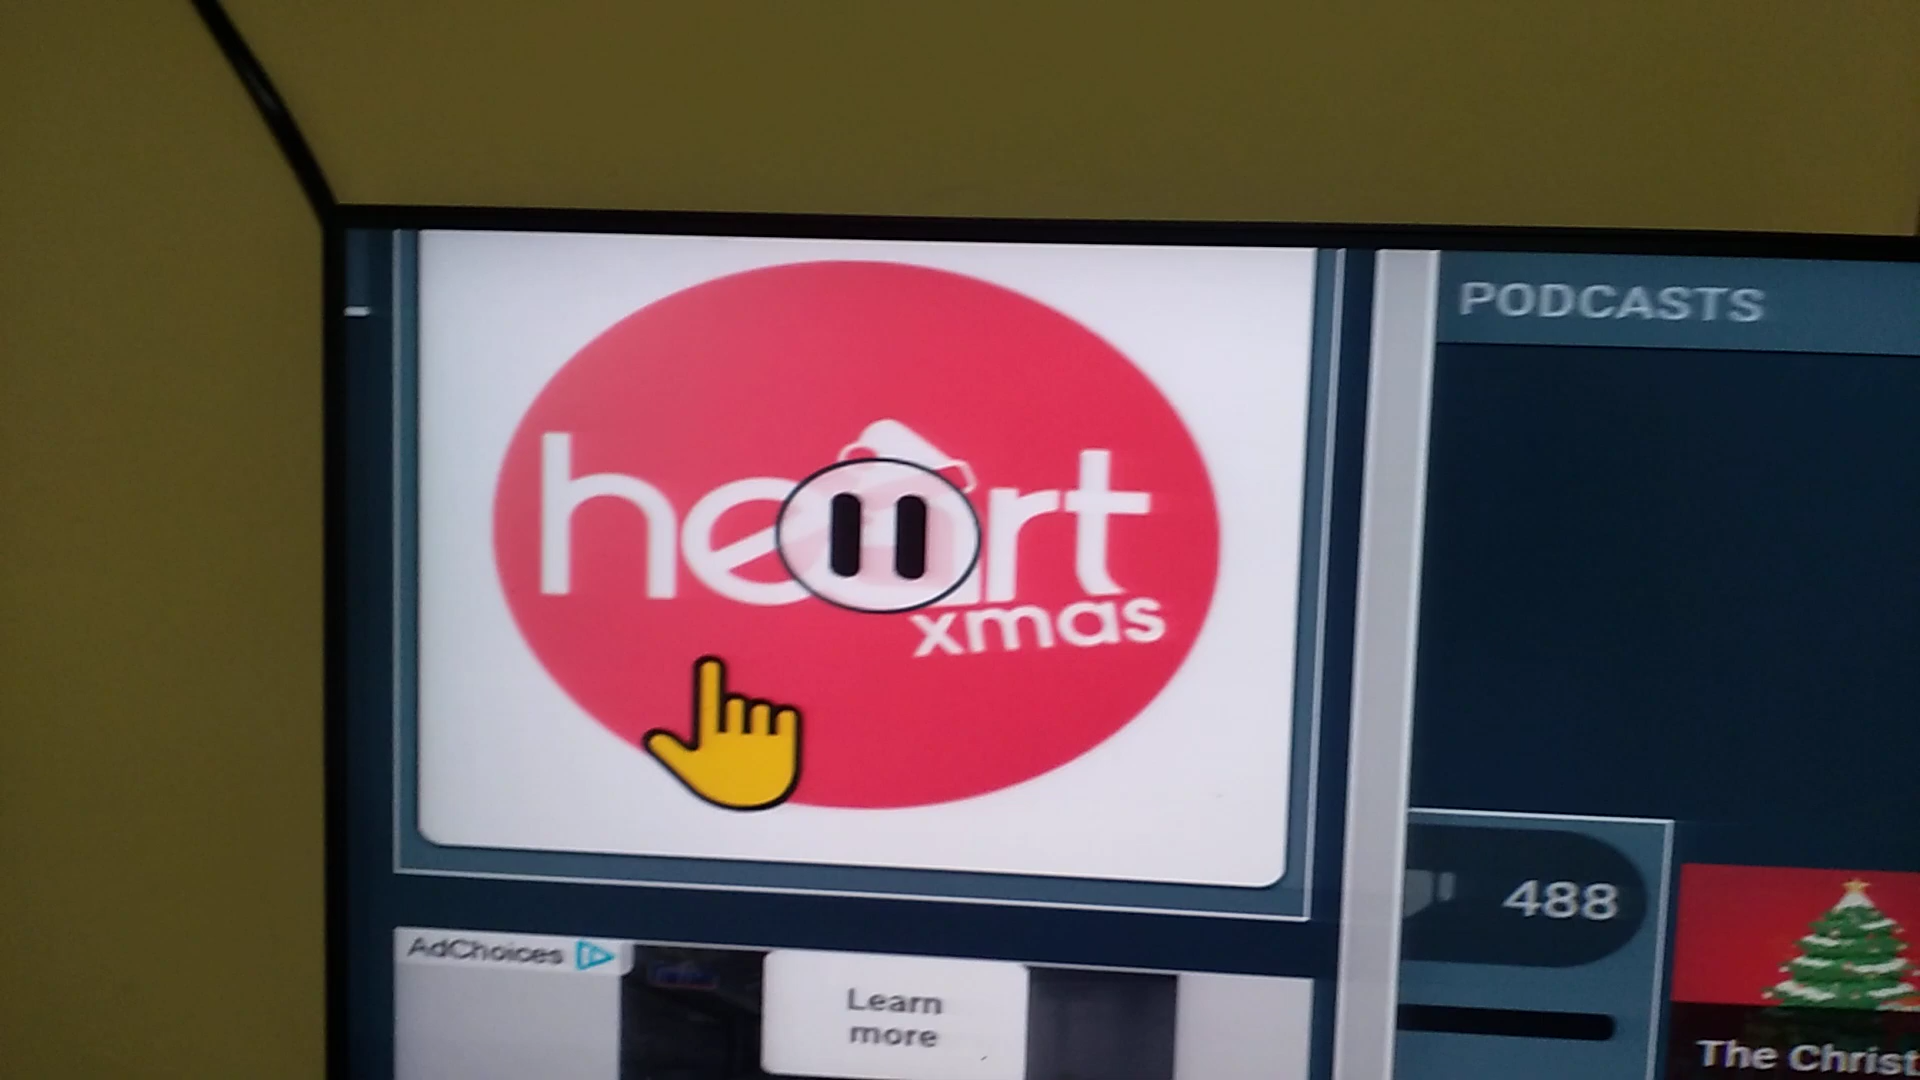 heart
xmas
PODCASTS
488
AdChoices
Learn
more
The Christ